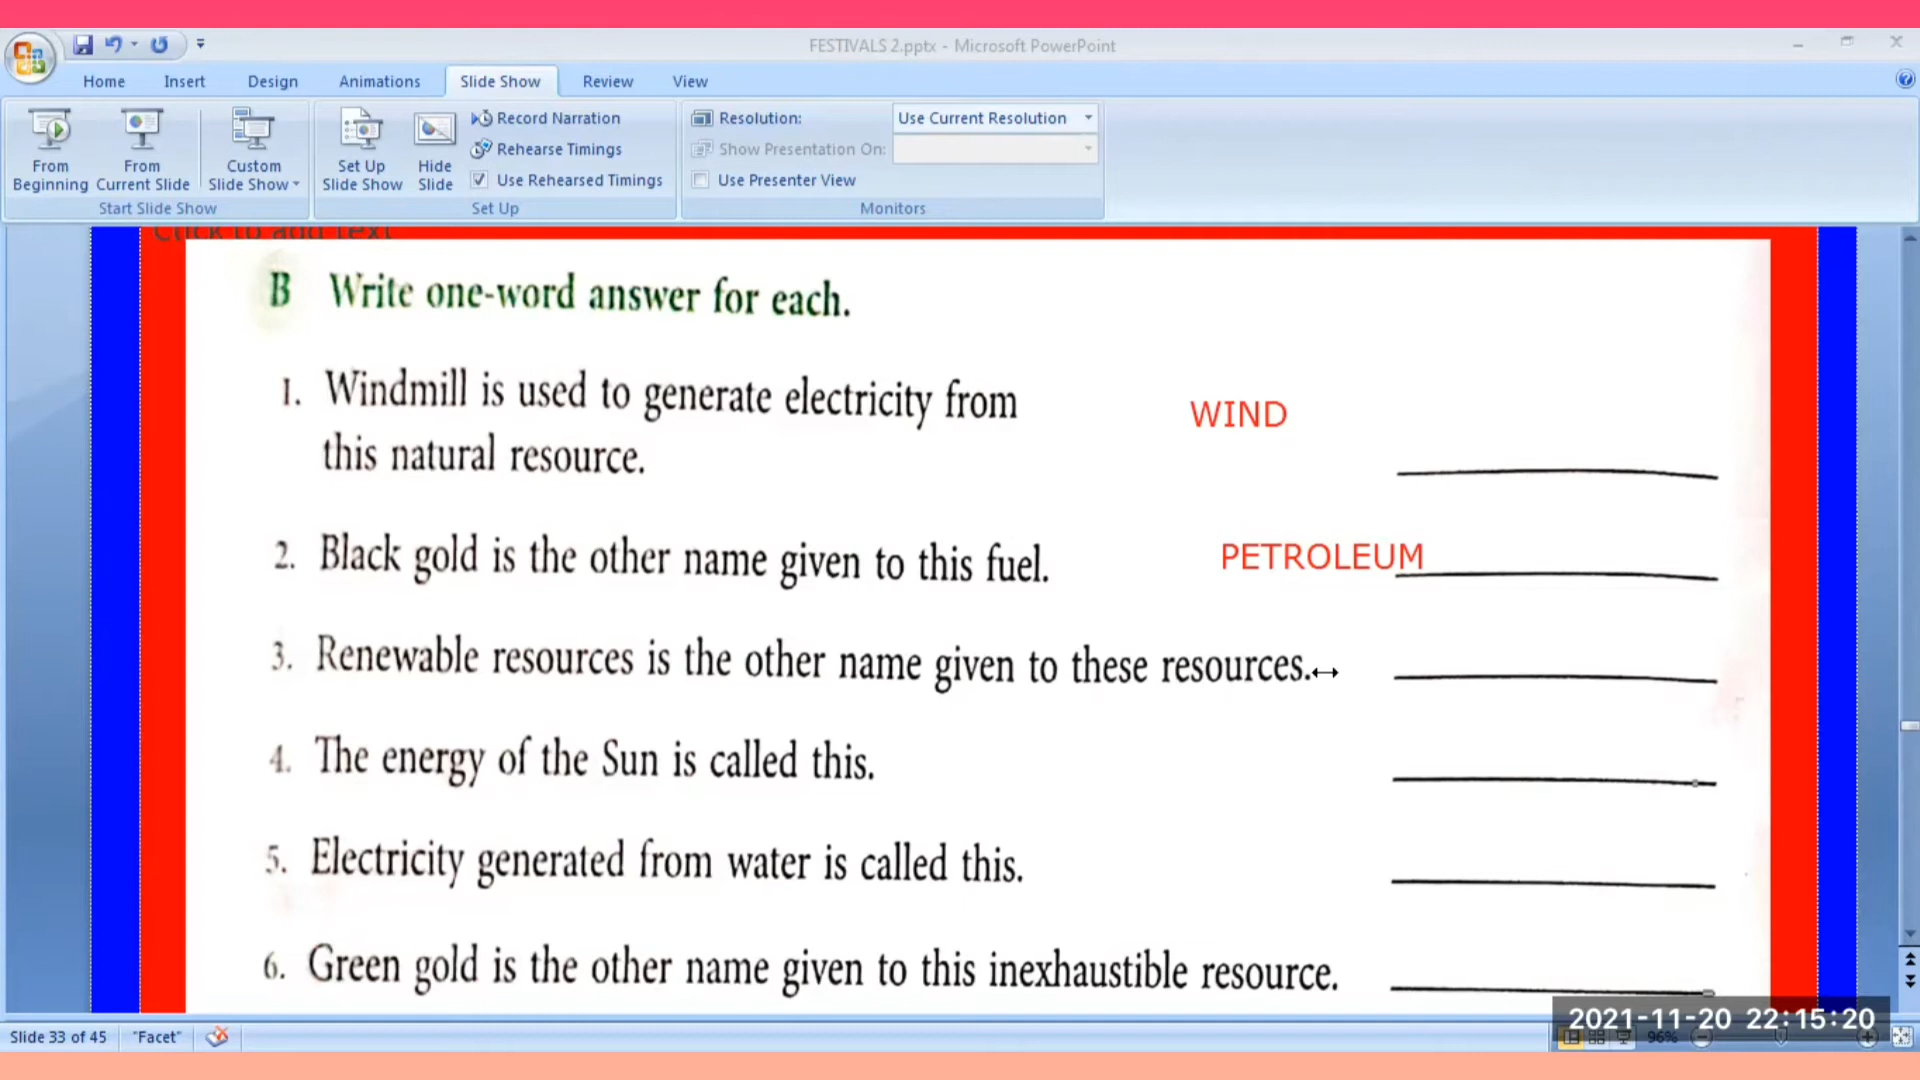 FESTIVALS 2.pptx - Microsoft PowerPoint
Home Insert Design Animations Slide Show Review View
From Beginning
From Current Slide
Custom Slide Show
Start Slide Show
Set Up Slide Show
Hide Slide
Record Narration
Rehearse Timings
Use Rehearsed Timings
Set Up
Resolution: Use Current Resolution
Show Presentation On:
Use Presenter View
Monitors
Click to add text
B Write one-word answer for each.
1. Windmill is used to generate electricity from
this natural resource.
WIND
2. Black gold is the other name given to this fuel. PETROLEUM
3. Renewable resources is the other name given to these resources.
4. The energy of the Sun is called this.
5. Electricity generated from water is called this.
6. Green gold is the other name given to this inexhaustible resource.
2021-11-20 22:15:20
Slide 33 of 45 "Facet" 96%